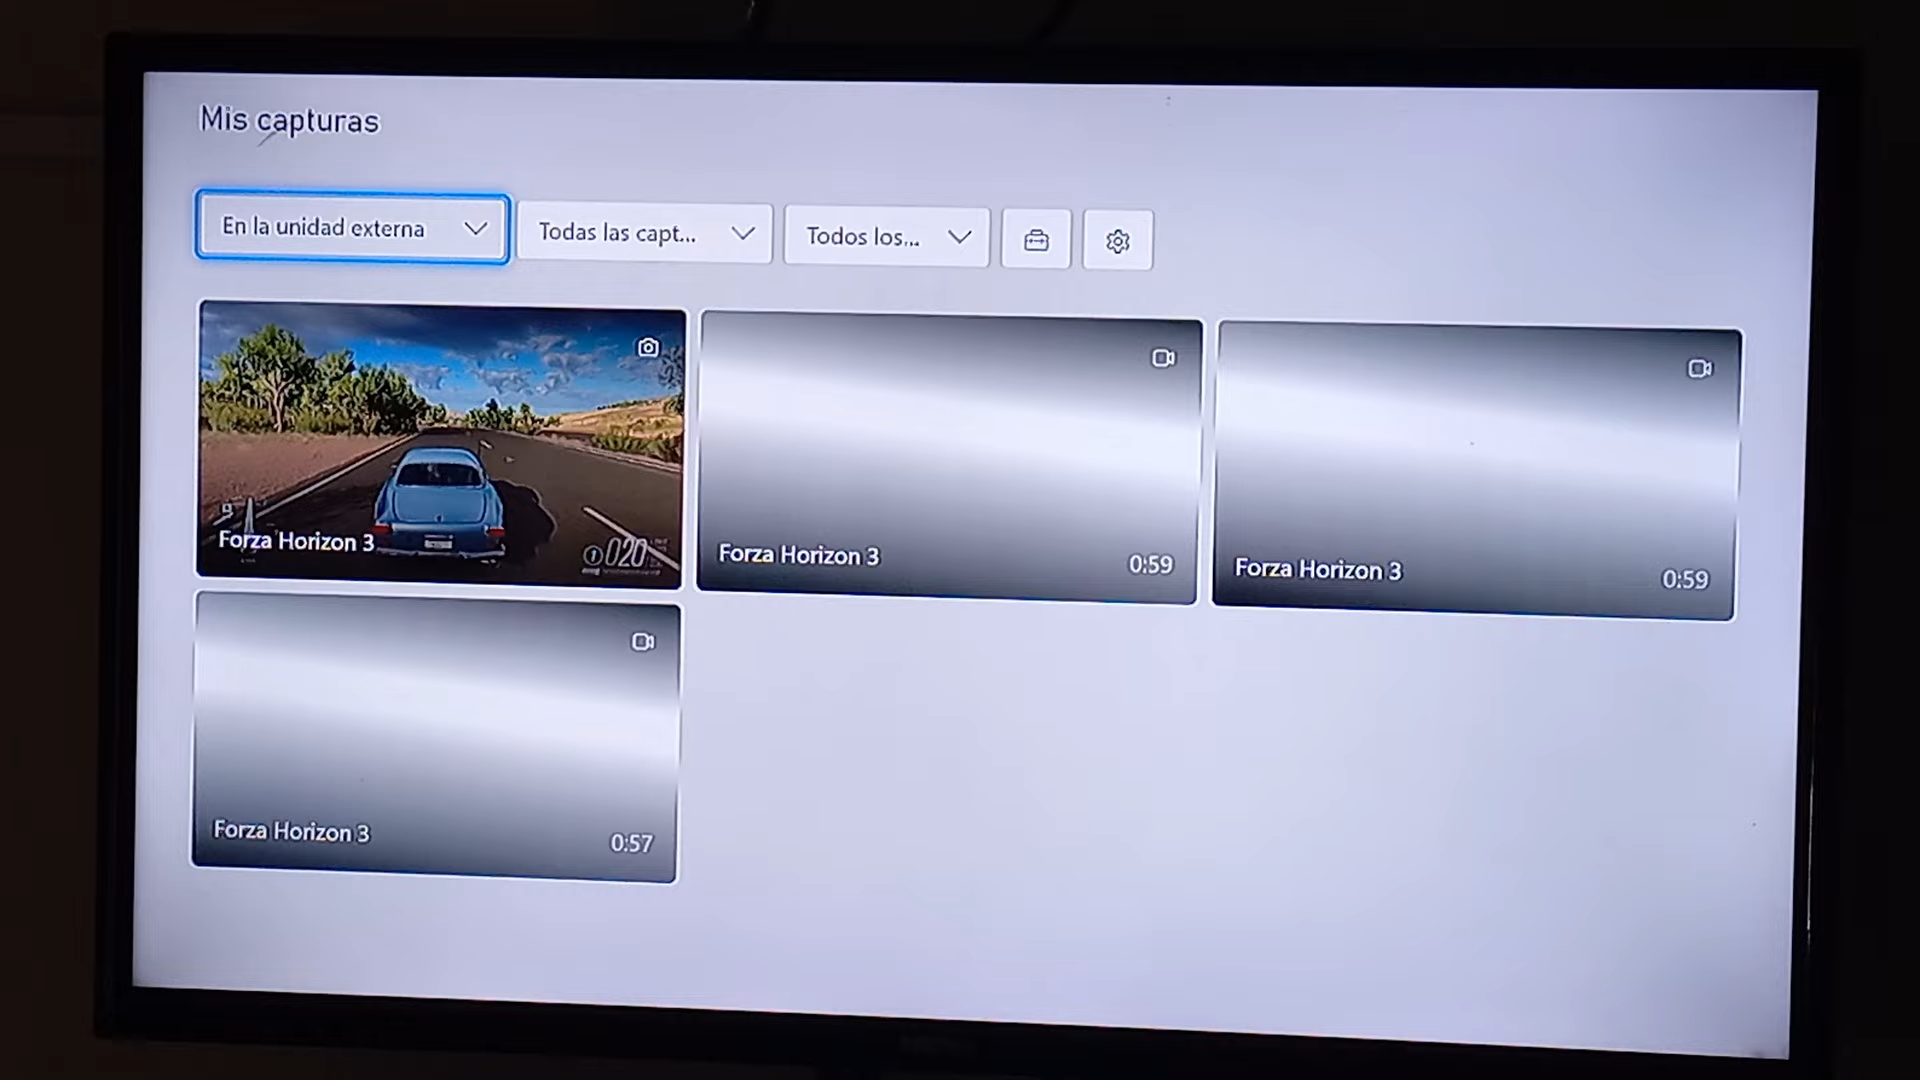 Mis capturas
En la unidad externa
Todas las capt...
Todos los...
Forza Horizon 3
020
Forza Horizon 3
0:59
Forza Horizon 3
0:59
Forza Horizon 3
0:57